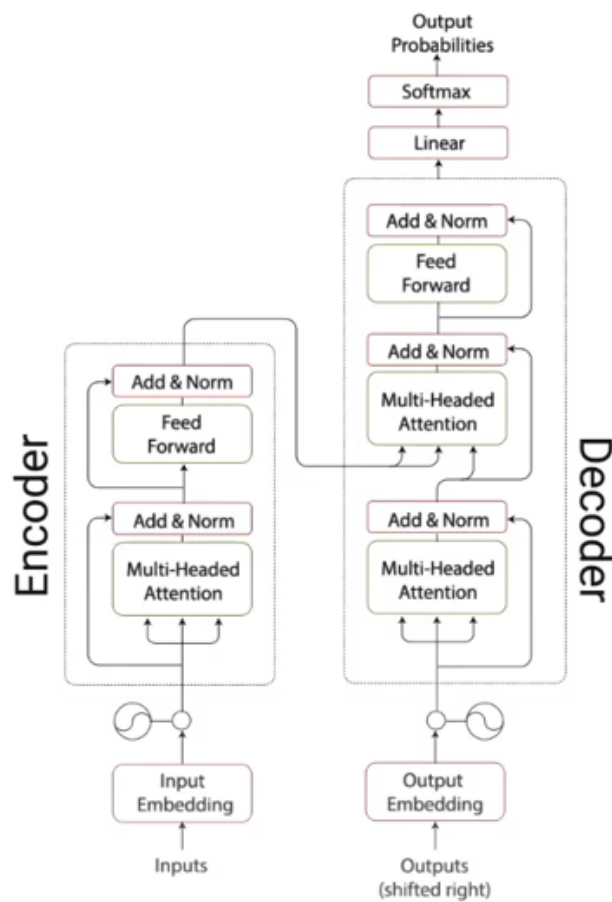 Output
Probabilities
Softmax
Linear
Add & Norm
Feed
Forward
Add & Norm
Multi-Headed
Attention
Add & Norm
Multi-Headed
Attention
Decoder
Encoder
Add & Norm
Feed
Forward
Add & Norm
Multi-Headed
Attention
Input
Embedding
Inputs
Output
Embedding
Outputs
(shifted right)